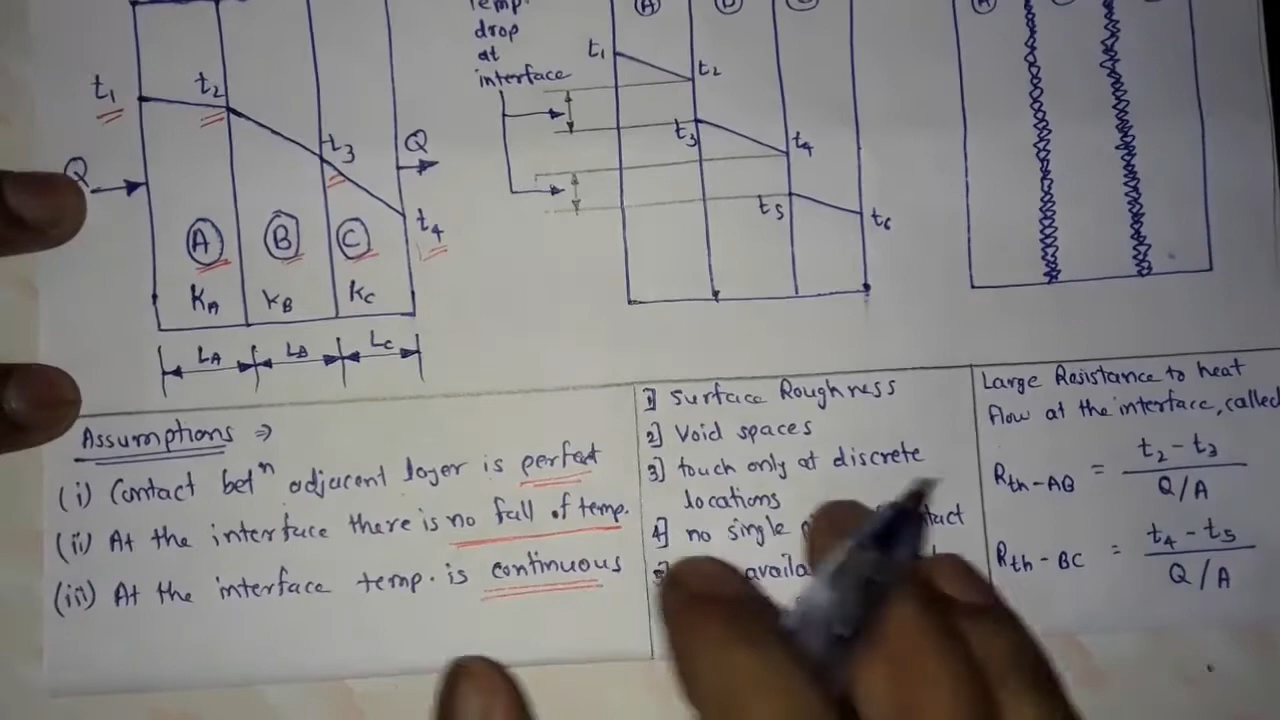 t₁
t₂
t₃
t₄
Q
Q
A
B
C
KA
KB
KC
LA
LB
LC
drop
at
interface
t₁
t₂
t₃
t₄
t₅
t₆
Assumptions ⇒
(i) Contact betⁿ adjacent layer is perfect
(ii) At the interface there is no fall of temp.
(iii) At the interface temp. is continuous
1] Surface Roughness
2] Void spaces
3] touch only at discrete
locations
4] no single
Large Resistance to heat
flow at the interface, called
Rth-AB = t₂ - t₃
Q/A
Rth-BC = t₄ - t₅
Q/A